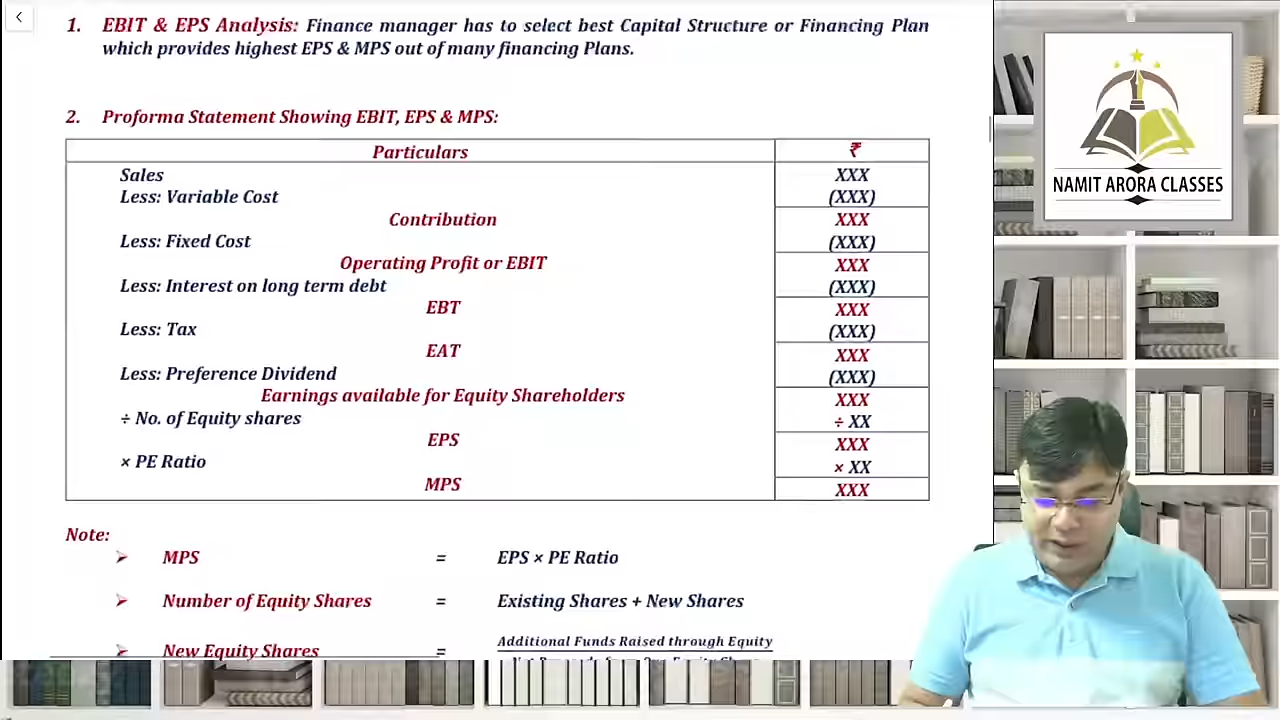 1. EBIT & EPS Analysis: Finance manager has to select best Capital Structure or Financing Plan
which provides highest EPS & MPS out of many financing Plans.
2. Proforma Statement Showing EBIT, EPS & MPS:
Particulars ₹
Sales XXX
Less: Variable Cost (XXX)
Contribution XXX
Less: Fixed Cost (XXX)
Operating Profit or EBIT XXX
Less: Interest on long term debt (XXX)
EBT XXX
Less: Tax (XXX)
EAT XXX
Less: Preference Dividend (XXX)
Earnings available for Equity Shareholders XXX
÷ No. of Equity shares ÷ XX
EPS XXX
× PE Ratio × XX
MPS XXX
Note:
➢ MPS = EPS × PE Ratio
➢ Number of Equity Shares = Existing Shares + New Shares
➢ New Equity Shares = Additional Funds Raised through Equity
NAMIT ARORA CLASSES